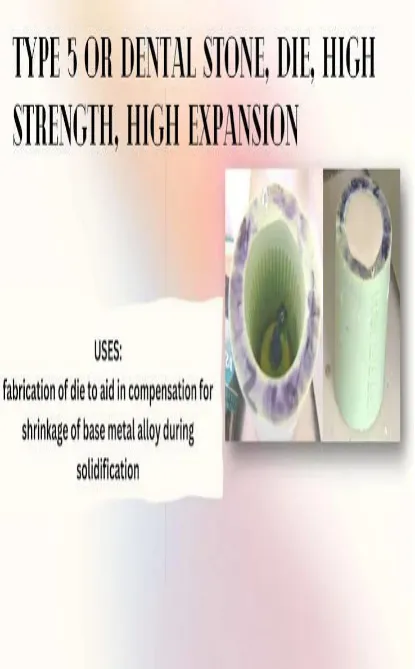 TYPE 5 OR DENTAL STONE, DIE, HIGH
STRENGTH, HIGH EXPANSION
USES:
fabrication of die to aid in compensation for
shrinkage of base metal alloy during
solidification